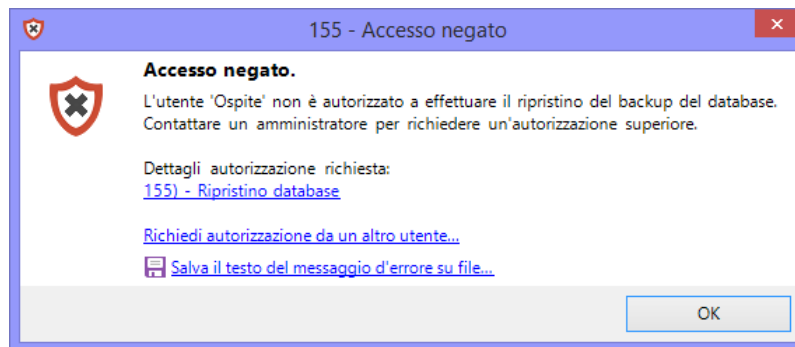 155 - Accesso negato
Accesso negato.
L'utente 'Ospite' non è autorizzato a effettuare il ripristino del backup del database.
Contattare un amministratore per richiedere un'autorizzazione superiore.
Dettagli autorizzazione richiesta:
155) - Ripristino database
Richiedi autorizzazione da un altro utente...
Salva il testo del messaggio d'errore su file...
OK